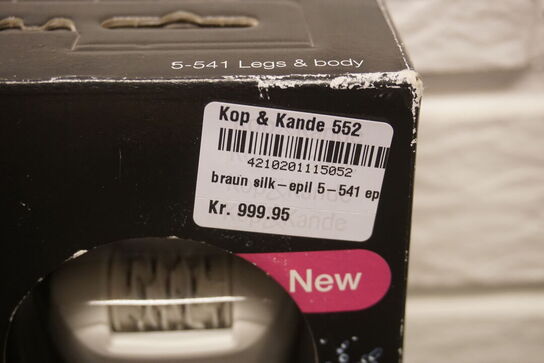 5-541 Legs & body
Kop & Kande 552
4210201115052
braun silk-epil 5-541 ep
Kr. 999.95
New